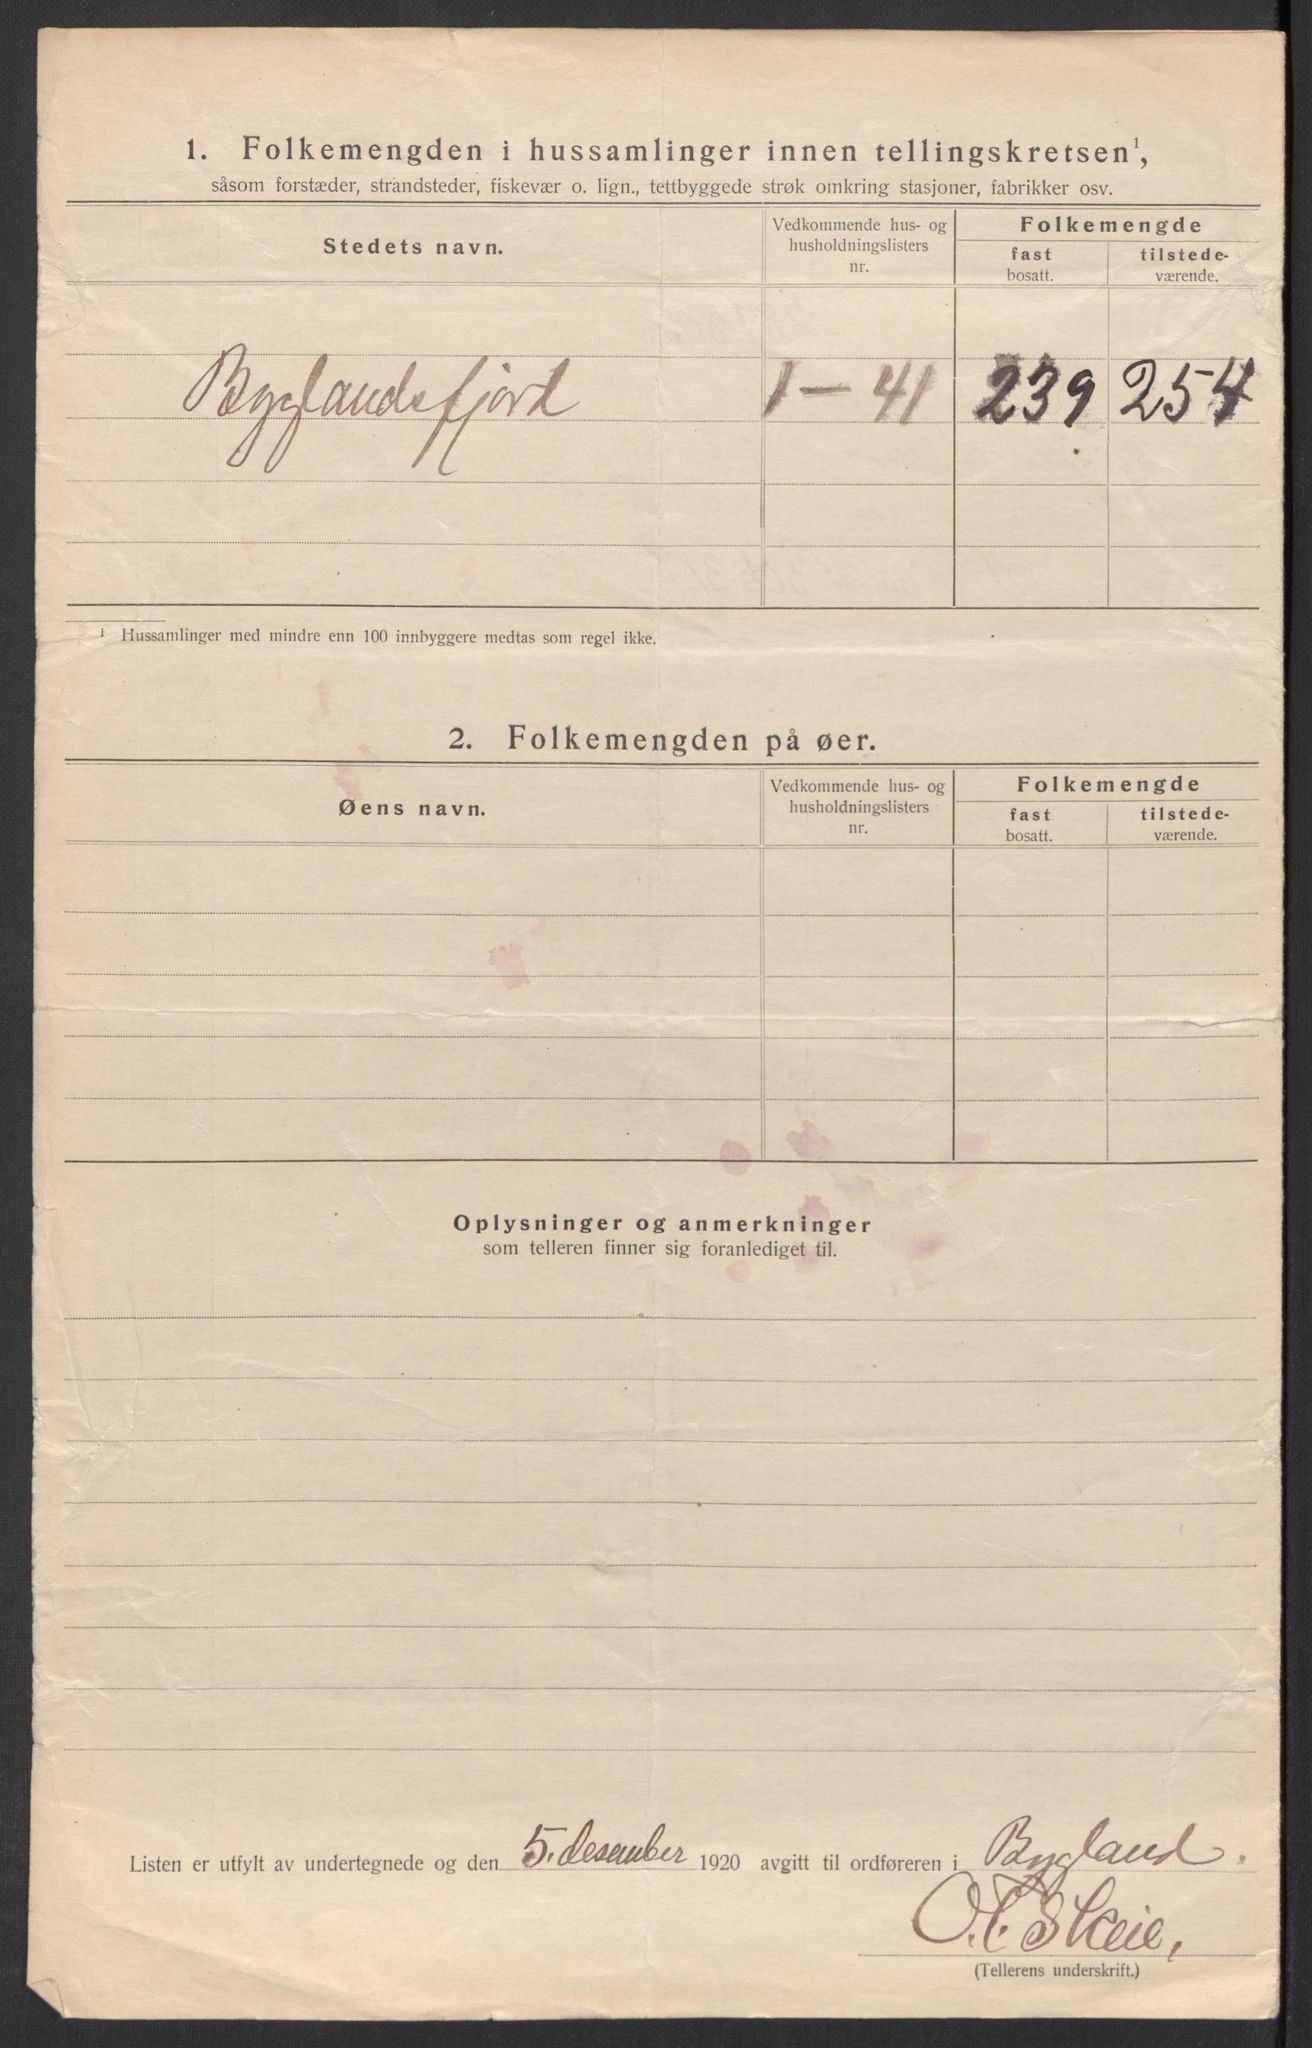 1. Folkemengden i hussamlinger innen tellingskretsen¹,
såsom forstæder, strandsteder, fiskevær o. lign., tettbyggede strøk omkring stasjoner, fabrikker osv.
Stedets navn.
Vedkommende hus- og
husholdningslisters
nr.
Folkemengde
fast
bosatt.
tilstede-
værende.
Byglandsfjord 1 — 41 239 254
¹ Hussamlinger med mindre enn 100 innbyggere medtas som regel ikke.
2. Folkemengden på øer.
Øens navn.
Vedkommende hus- og
husholdningslisters
nr.
Folkemengde
fast
bosatt.
tilstede-
værende.
Oplysninger og anmerkninger
som telleren finner sig foranlediget til.
Listen er utfylt av undertegnede og den 5. desember 1920 avgitt til ordføreren i Bygland.
Skeie,
(Tellerens underskrift.)